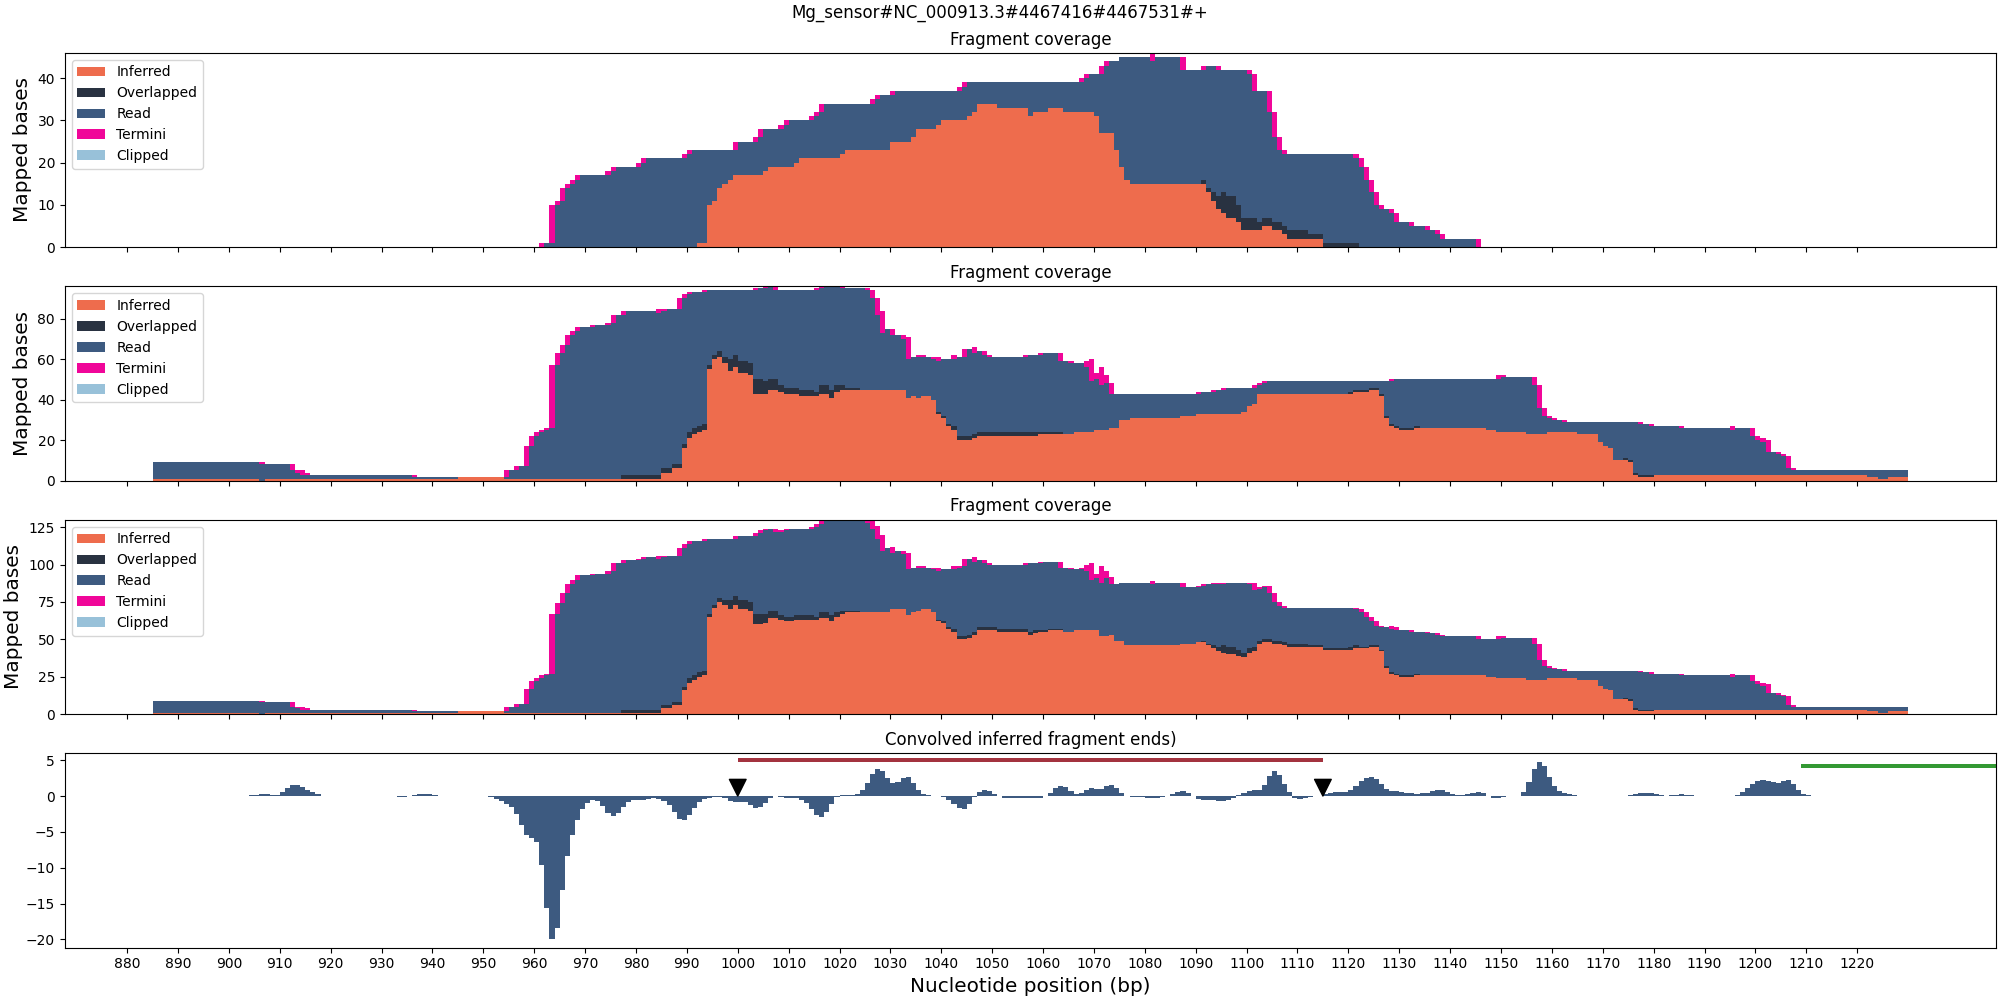 Mg_sensor#NC_000913.3#4467416#4467531#+
Fragment coverage
Mapped bases
40
30
20
10
0
Inferred
Overlapped
Read
Termini
Clipped
Fragment coverage
Mapped bases
80
60
40
20
0
Inferred
Overlapped
Read
Termini
Clipped
Fragment coverage
Mapped bases
125
100
75
50
25
0
Inferred
Overlapped
Read
Termini
Clipped
Convolved inferred fragment ends)
5
0
−5
−10
−15
−20
880 890 900 910 920 930 940 950 960 970 980 990 1000 1010 1020 1030 1040 1050 1060 1070 1080 1090 1100 1110 1120 1130 1140 1150 1160 1170 1180 1190 1200 1210 1220
Nucleotide position (bp)